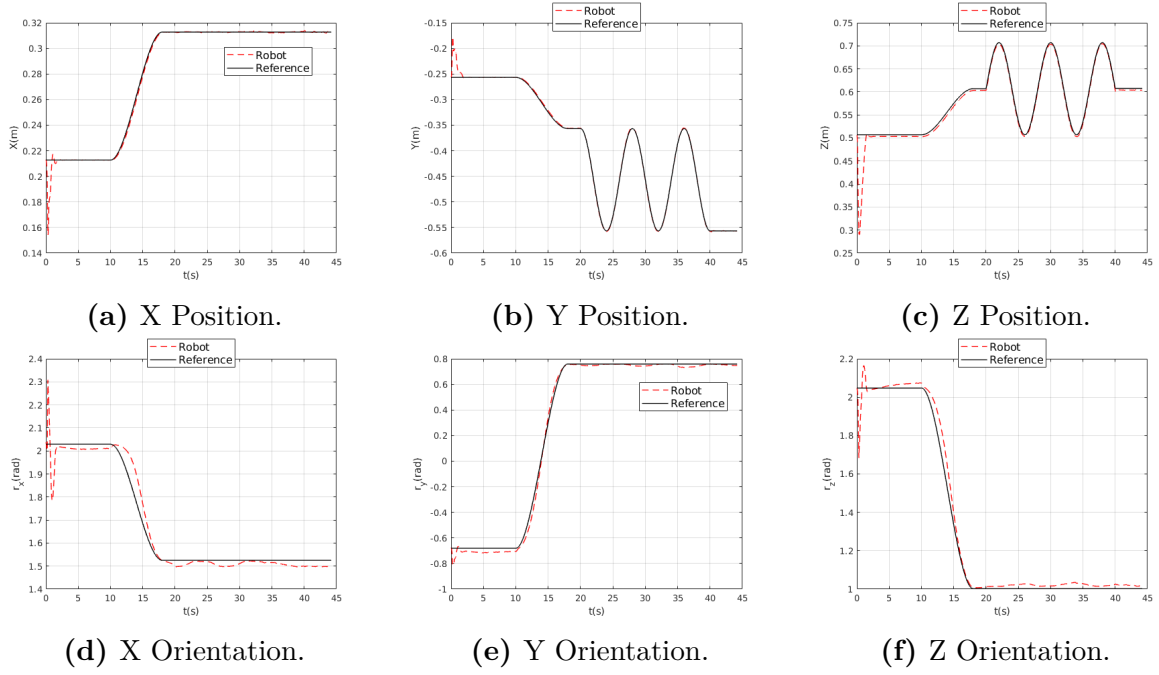 0.32
0.3
0.28
0.26
0.24
0.22
0.2
0.18
0.16
0.14
X(m)
Robot
Reference
0 5 10 15 20 25 30 35 40 45
t(s)
(a) X Position.
Robot
Reference
-0.15
-0.2
-0.25
-0.3
-0.35
-0.4
-0.45
-0.5
-0.55
-0.6
Y(m)
0 5 10 15 20 25 30 35 40 45
t(s)
(b) Y Position.
Robot
Reference
0.75
0.7
0.65
0.6
0.55
0.5
0.45
0.4
0.35
0.3
0.25
Z(m)
0 5 10 15 20 25 30 35 40 45
t(s)
(c) Z Position.
Robot
Reference
2.4
2.3
2.2
2.1
2
1.9
1.8
1.7
1.6
1.5
1.4
r_x(rad)
0 5 10 15 20 25 30 35 40 45
t(s)
(d) X Orientation.
0.8
0.6
0.4
0.2
0
-0.2
-0.4
-0.6
-0.8
-1
r_y(rad)
Robot
Reference
0 5 10 15 20 25 30 35 40 45
t(s)
(e) Y Orientation.
Robot
Reference
2.2
2
1.8
1.6
1.4
1.2
1
r_z(rad)
0 5 10 15 20 25 30 35 40 45
t(s)
(f) Z Orientation.